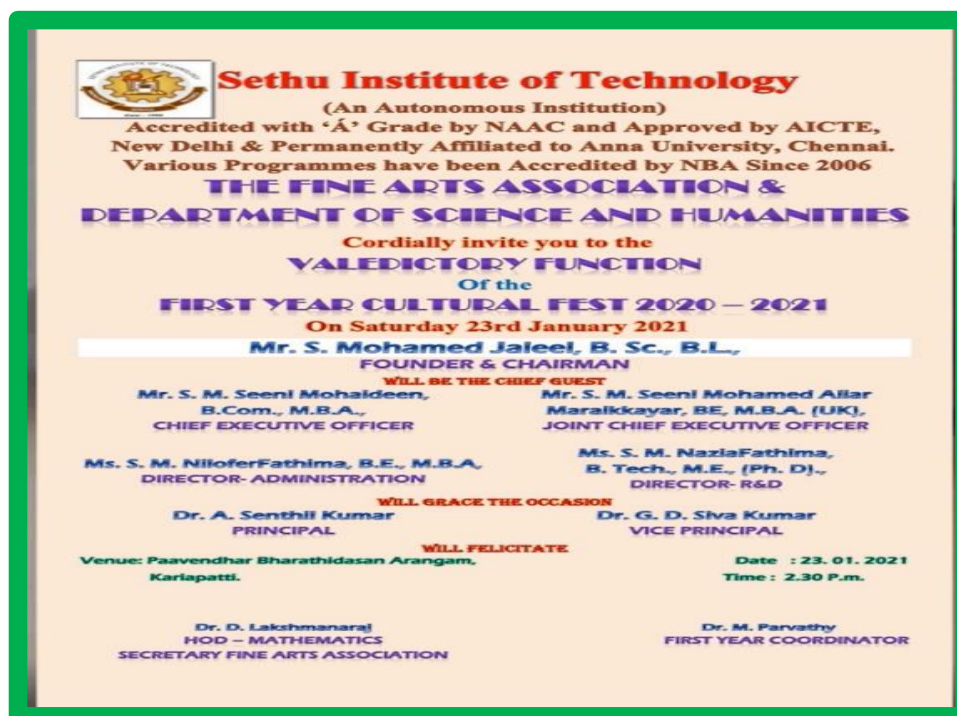 SETHU INSTITUTE OF TECHNOLOGY
Sethu Institute of Technology
(An Autonomous Institution)
Accredited with ‘Á’ Grade by NAAC and Approved by AICTE,
New Delhi & Permanently Affiliated to Anna University, Chennai.
Various Programmes have been Accredited by NBA Since 2006
THE FINE ARTS ASSOCIATION &
DEPARTMENT OF SCIENCE AND HUMANITIES
Cordially invite you to the
VALEDICTORY FUNCTION
Of the
FIRST YEAR CULTURAL FEST 2020 – 2021
On Saturday 23rd January 2021
Mr. S. Mohamed Jaleel, B. Sc., B.L.,
FOUNDER & CHAIRMAN
WILL BE THE CHIEF GUEST
Mr. S. M. Seeni Mohaideen,
B.Com., M.B.A.,
CHIEF EXECUTIVE OFFICER
Mr. S. M. Seeni Mohamed Aliar
Maraikkayar, BE, M.B.A. (UK),
JOINT CHIEF EXECUTIVE OFFICER
Ms. S. M. NiloferFathima, B.E., M.B.A,
DIRECTOR- ADMINISTRATION
Ms. S. M. NaziaFathima,
B. Tech., M.E., (Ph. D).,
DIRECTOR- R&D
WILL GRACE THE OCCASION
Dr. A. Senthil Kumar
PRINCIPAL
Dr. G. D. Siva Kumar
VICE PRINCIPAL
WILL FELICITATE
Venue: Paavendhar Bharathidasan Arangam,
Kariapatti.
Date : 23. 01. 2021
Time : 2.30 P.m.
Dr. D. Lakshmanaraj
HOD – MATHEMATICS
SECRETARY FINE ARTS ASSOCIATION
Dr. M. Parvathy
FIRST YEAR COORDINATOR